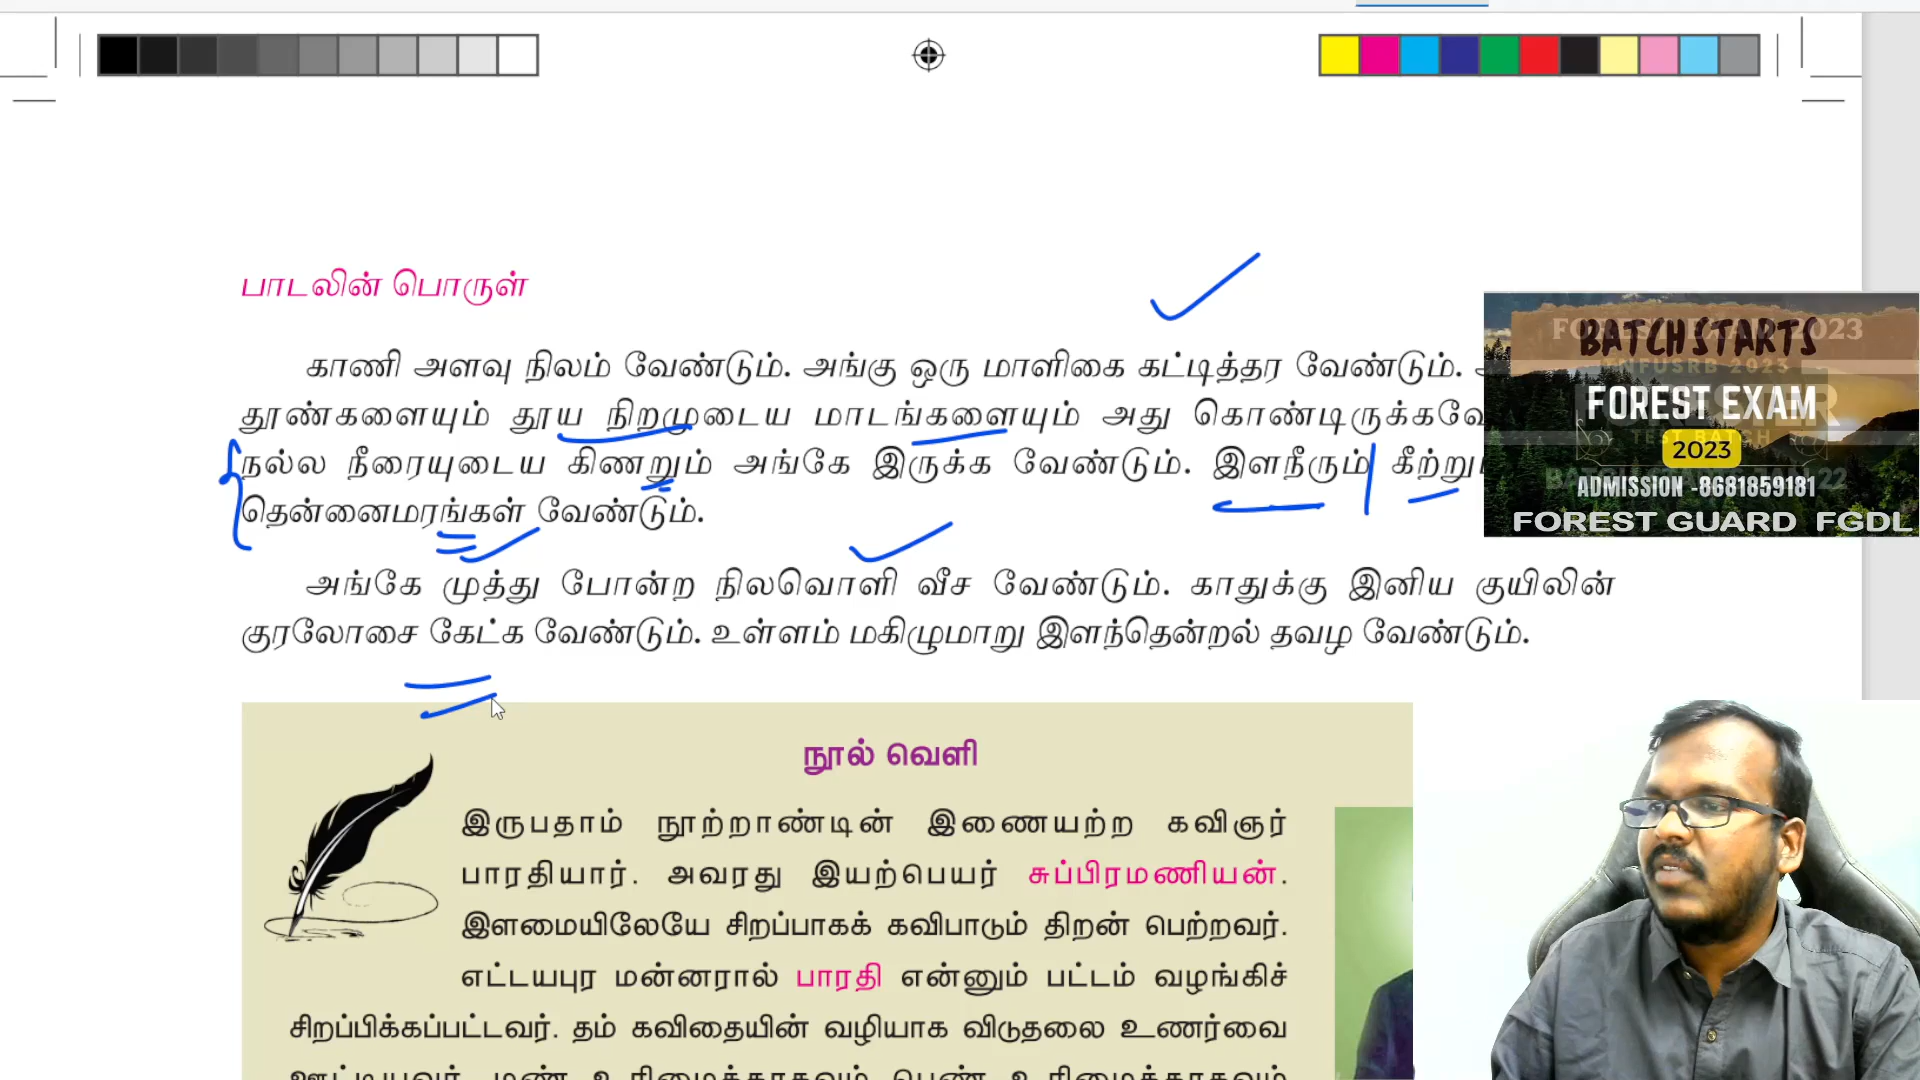 பாடலின் பொருள்
காணி அளவு நிலம் வேண்டும். அங்கு ஒரு மாளிகை கட்டித்தர வேண்டும்.
தூண்களையும் தூய நிறமுடைய மாடங்களையும் அது
நல்ல நீரையுடைய கிணறும் அங்கே இருக்க வேண்டும். இளநீரும்
தென்னைமரங்கள் வேண்டும்.
அங்கே முத்து போன்ற நிலவொளி வீச வேண்டும். காதுக்கு இனிய குயிலின்
குரலோசை கேட்க வேண்டும். உள்ளம் மகிழுமாறு இளந்தென்றல் தவழ வேண்டும்.
BATCH STARTS
FOREST EXAM
2023
ADMISSION -8681859181
FOREST GUARD FGDL
நூல் வெளி
இருபதாம் நூற்றாண்டின் இணையற்ற கவிஞர்
பாரதியார். அவரது இயற்பெயர் சுப்பிரமணியன்.
இளமையிலேயே சிறப்பாகக் கவிபாடும் திறன் பெற்றவர்.
எட்டயபுர மன்னரால் பாரதி என்னும் பட்டம் வழங்கிச்
சிறப்பிக்கப்பட்டவர். தம் கவிதையின் வழியாக விடுதலை உணர்வை